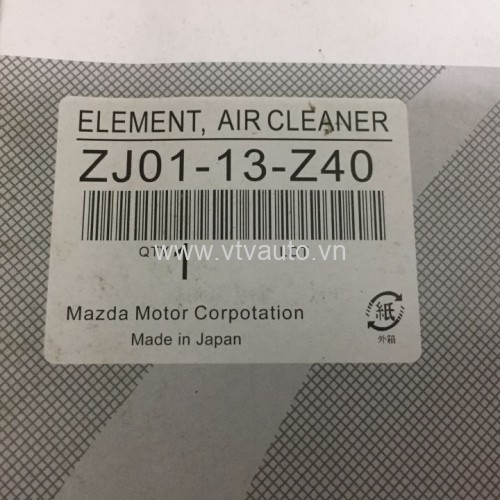 ELEMENT, AIR CLEANER
ZJ01-13-Z40
www.vtvauto.vn
QTY 1
LOT
Mazda Motor Corpotation
Made in Japan
紙
外箱